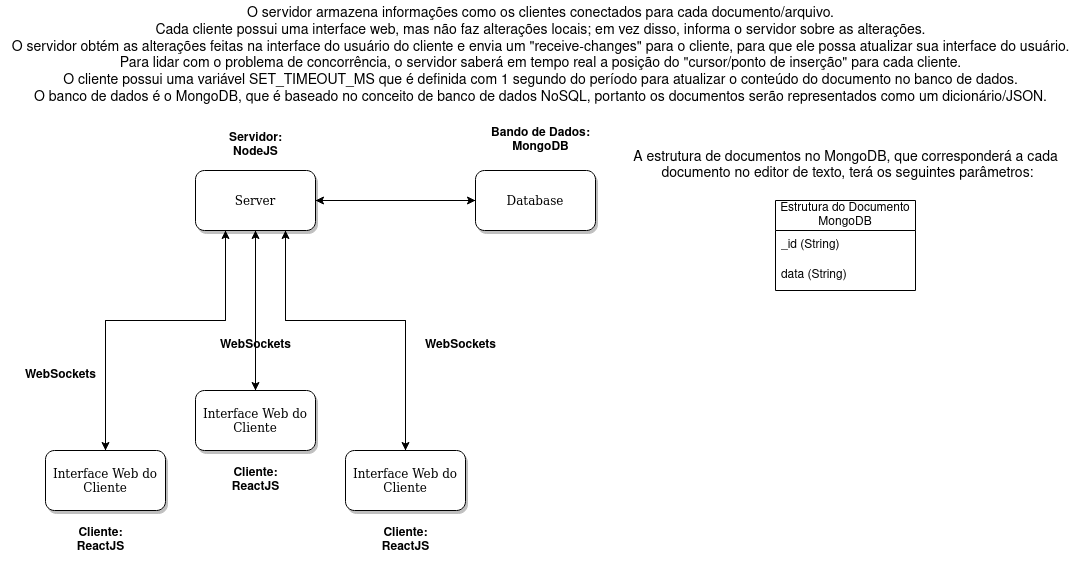 O servidor armazena informações como os clientes conectados para cada documento/arquivo.
Cada cliente possui uma interface web, mas não faz alterações locais; em vez disso, informa o servidor sobre as alterações.
O servidor obtém as alterações feitas na interface do usuário do cliente e envia um "receive-changes" para o cliente, para que ele possa atualizar sua interface do usuário.
Para lidar com o problema de concorrência, o servidor saberá em tempo real a posição do "cursor/ponto de inserção" para cada cliente.
O cliente possui uma variável SET_TIMEOUT_MS que é definida com 1 segundo do período para atualizar o conteúdo do documento no banco de dados.
O banco de dados é o MongoDB, que é baseado no conceito de banco de dados NoSQL, portanto os documentos serão representados como um dicionário/JSON.
Servidor:
NodeJS
Server
Bando de Dados:
MongoDB
Database
A estrutura de documentos no MongoDB, que corresponderá a cada
documento no editor de texto, terá os seguintes parâmetros:
Estrutura do Documento
MongoDB
_id (String)
data (String)
WebSockets
WebSockets
WebSockets
Interface Web do
Cliente
Cliente:
ReactJS
Interface Web do
Cliente
Cliente:
ReactJS
Interface Web do
Cliente
Cliente:
ReactJS